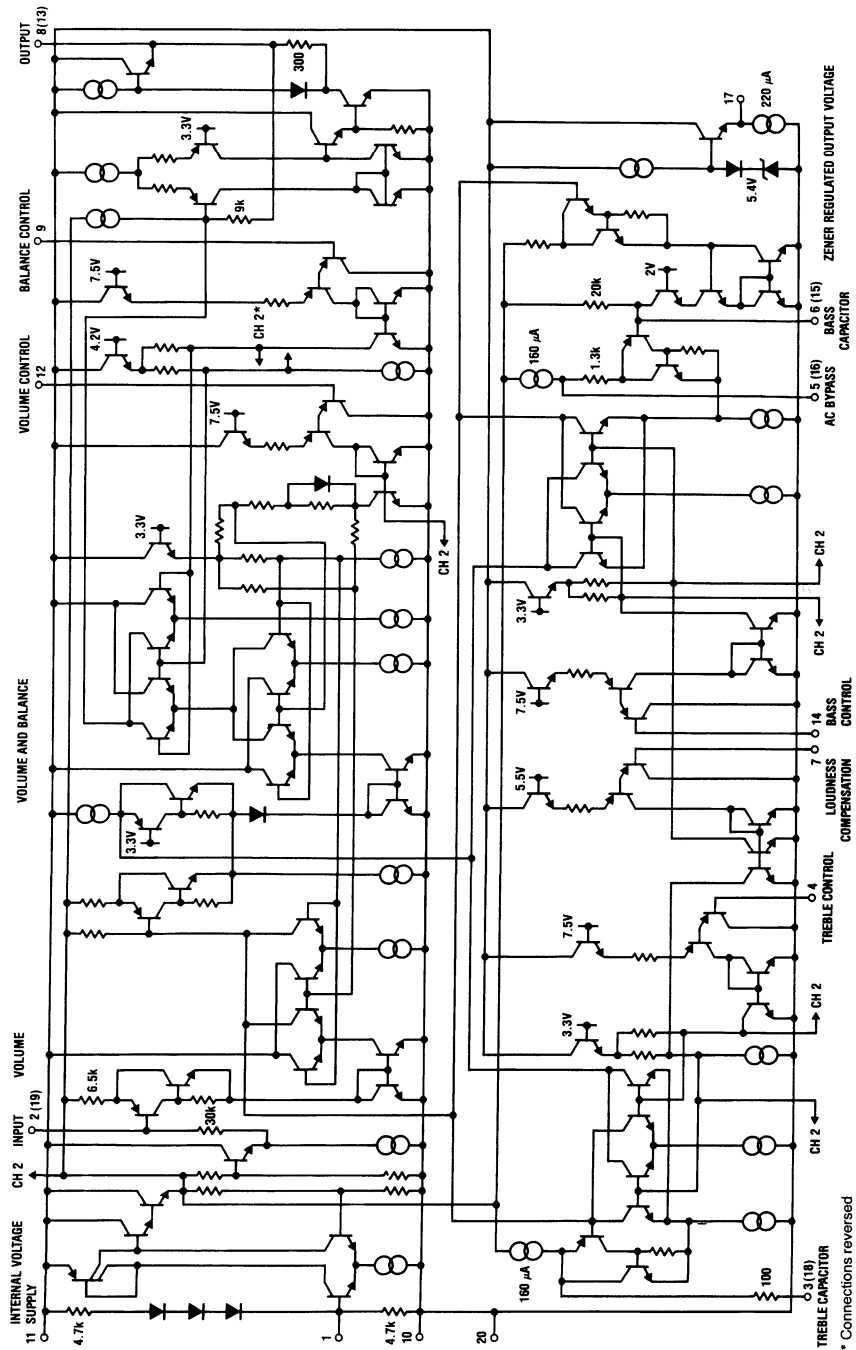 INTERNAL VOLTAGE SUPPLY
CH 2
INPUT
VOLUME
VOLUME AND BALANCE
VOLUME CONTROL
BALANCE CONTROL
OUTPUT
11
2 (19)
12
9
8 (13)
4.7k
6.5k
30k
3.3V
3.3V
7.5V
4.2V
7.5V
CH 2*
9k
3.3V
300
CH 2
1
4.7k
10
20
160 µA
100
3 (18)
TREBLE CAPACITOR
3.3V
CH 2
CH 2
7.5V
4
TREBLE CONTROL
5.5V
7
LOUDNESS COMPENSATION
7.5V
14
BASS CONTROL
3.3V
CH 2
CH 2
160 µA
1.3k
5 (16)
AC BYPASS
20k
2V
6 (15)
BASS CAPACITOR
5.4V
17
220 µA
ZENER REGULATED OUTPUT VOLTAGE
* Connections reversed